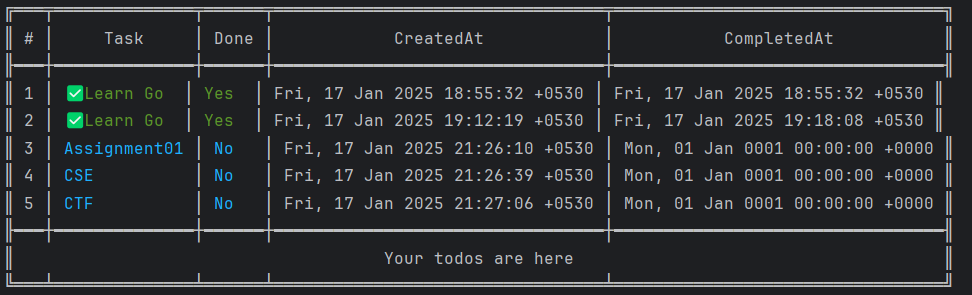 # Task Done CreatedAt CompletedAt
1 ✅Learn Go Yes Fri, 17 Jan 2025 18:55:32 +0530 Fri, 17 Jan 2025 18:55:32 +0530
2 ✅Learn Go Yes Fri, 17 Jan 2025 19:12:19 +0530 Fri, 17 Jan 2025 19:18:08 +0530
3 Assignment01 No Fri, 17 Jan 2025 21:26:10 +0530 Mon, 01 Jan 0001 00:00:00 +0000
4 CSE No Fri, 17 Jan 2025 21:26:39 +0530 Mon, 01 Jan 0001 00:00:00 +0000
5 CTF No Fri, 17 Jan 2025 21:27:06 +0530 Mon, 01 Jan 0001 00:00:00 +0000
Your todos are here